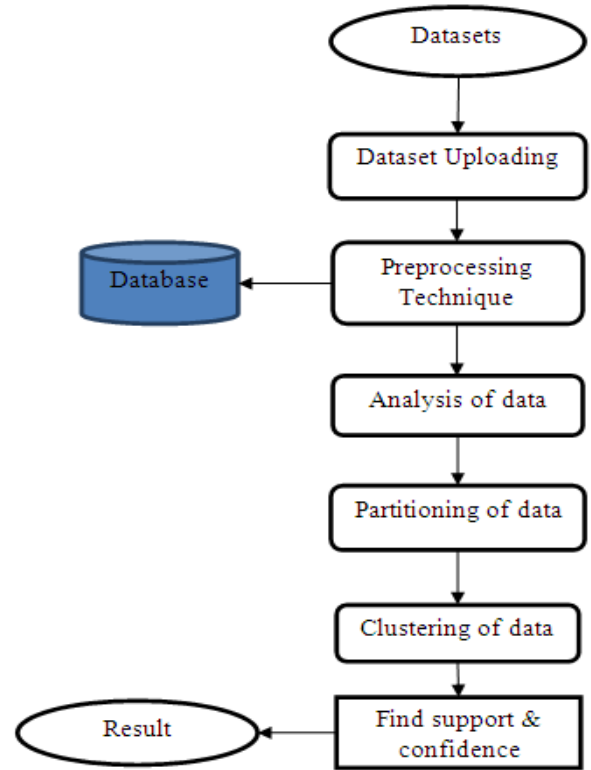 Datasets
Dataset Uploading
Database
Preprocessing
Technique
Analysis of data
Partitioning of data
Clustering of data
Result
Find support &
confidence